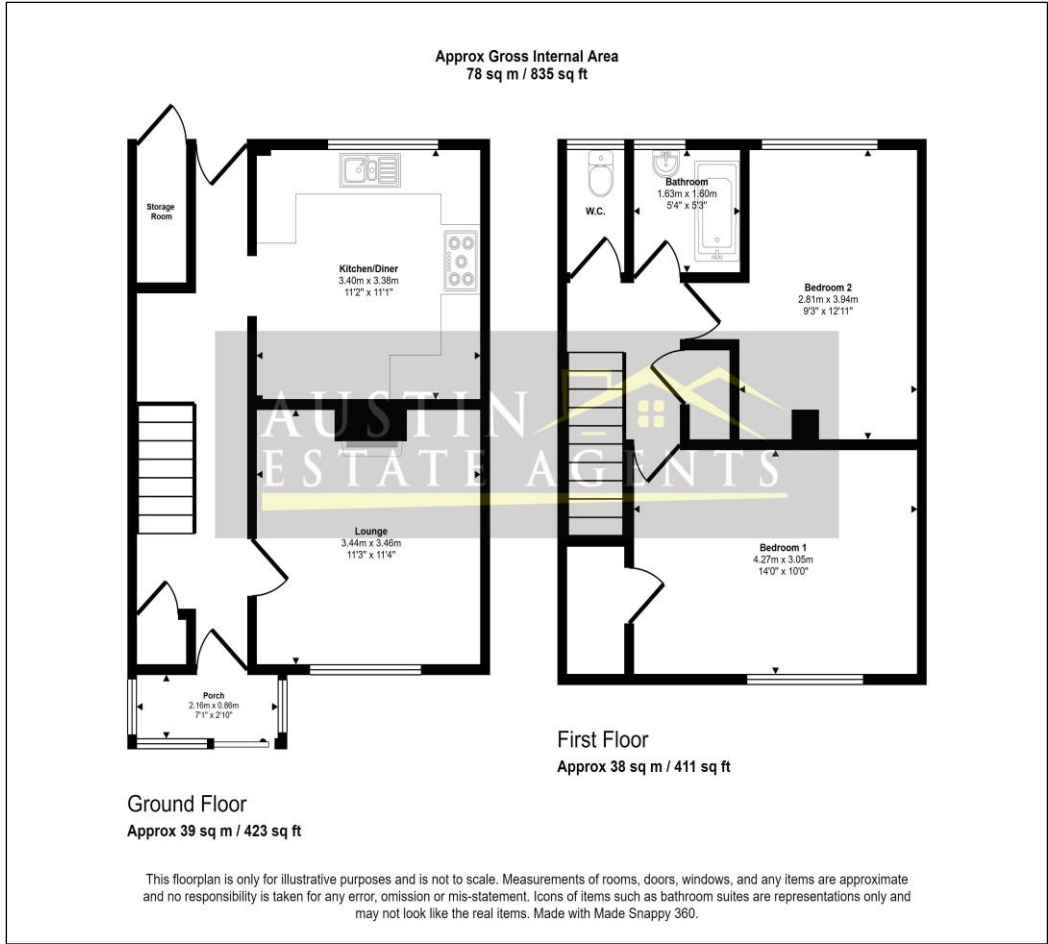 Approx Gross Internal Area
78 sq m / 835 sq ft
Storage
Room
Kitchen/Diner
3.40m x 3.38m
11'2" x 11'1"
Lounge
3.44m x 3.46m
11'3" x 11'4"
Porch
2.16m x 0.86m
7'1" x 2'10"
Ground Floor
Approx 39 sq m / 423 sq ft
W.C.
Bathroom
1.63m x 1.60m
5'4" x 5'3"
Bedroom 2
2.81m x 3.94m
9'3" x 12'11"
Bedroom 1
4.27m x 3.05m
14'0" x 10'0"
First Floor
Approx 38 sq m / 411 sq ft
AUSTIN
ESTATE AGENTS
This floorplan is only for illustrative purposes and is not to scale. Measurements of rooms, doors, windows, and any items are approximate
and no responsibility is taken for any error, omission or mis-statement. Icons of items such as bathroom suites are representations only and
may not look like the real items. Made with Made Snappy 360.